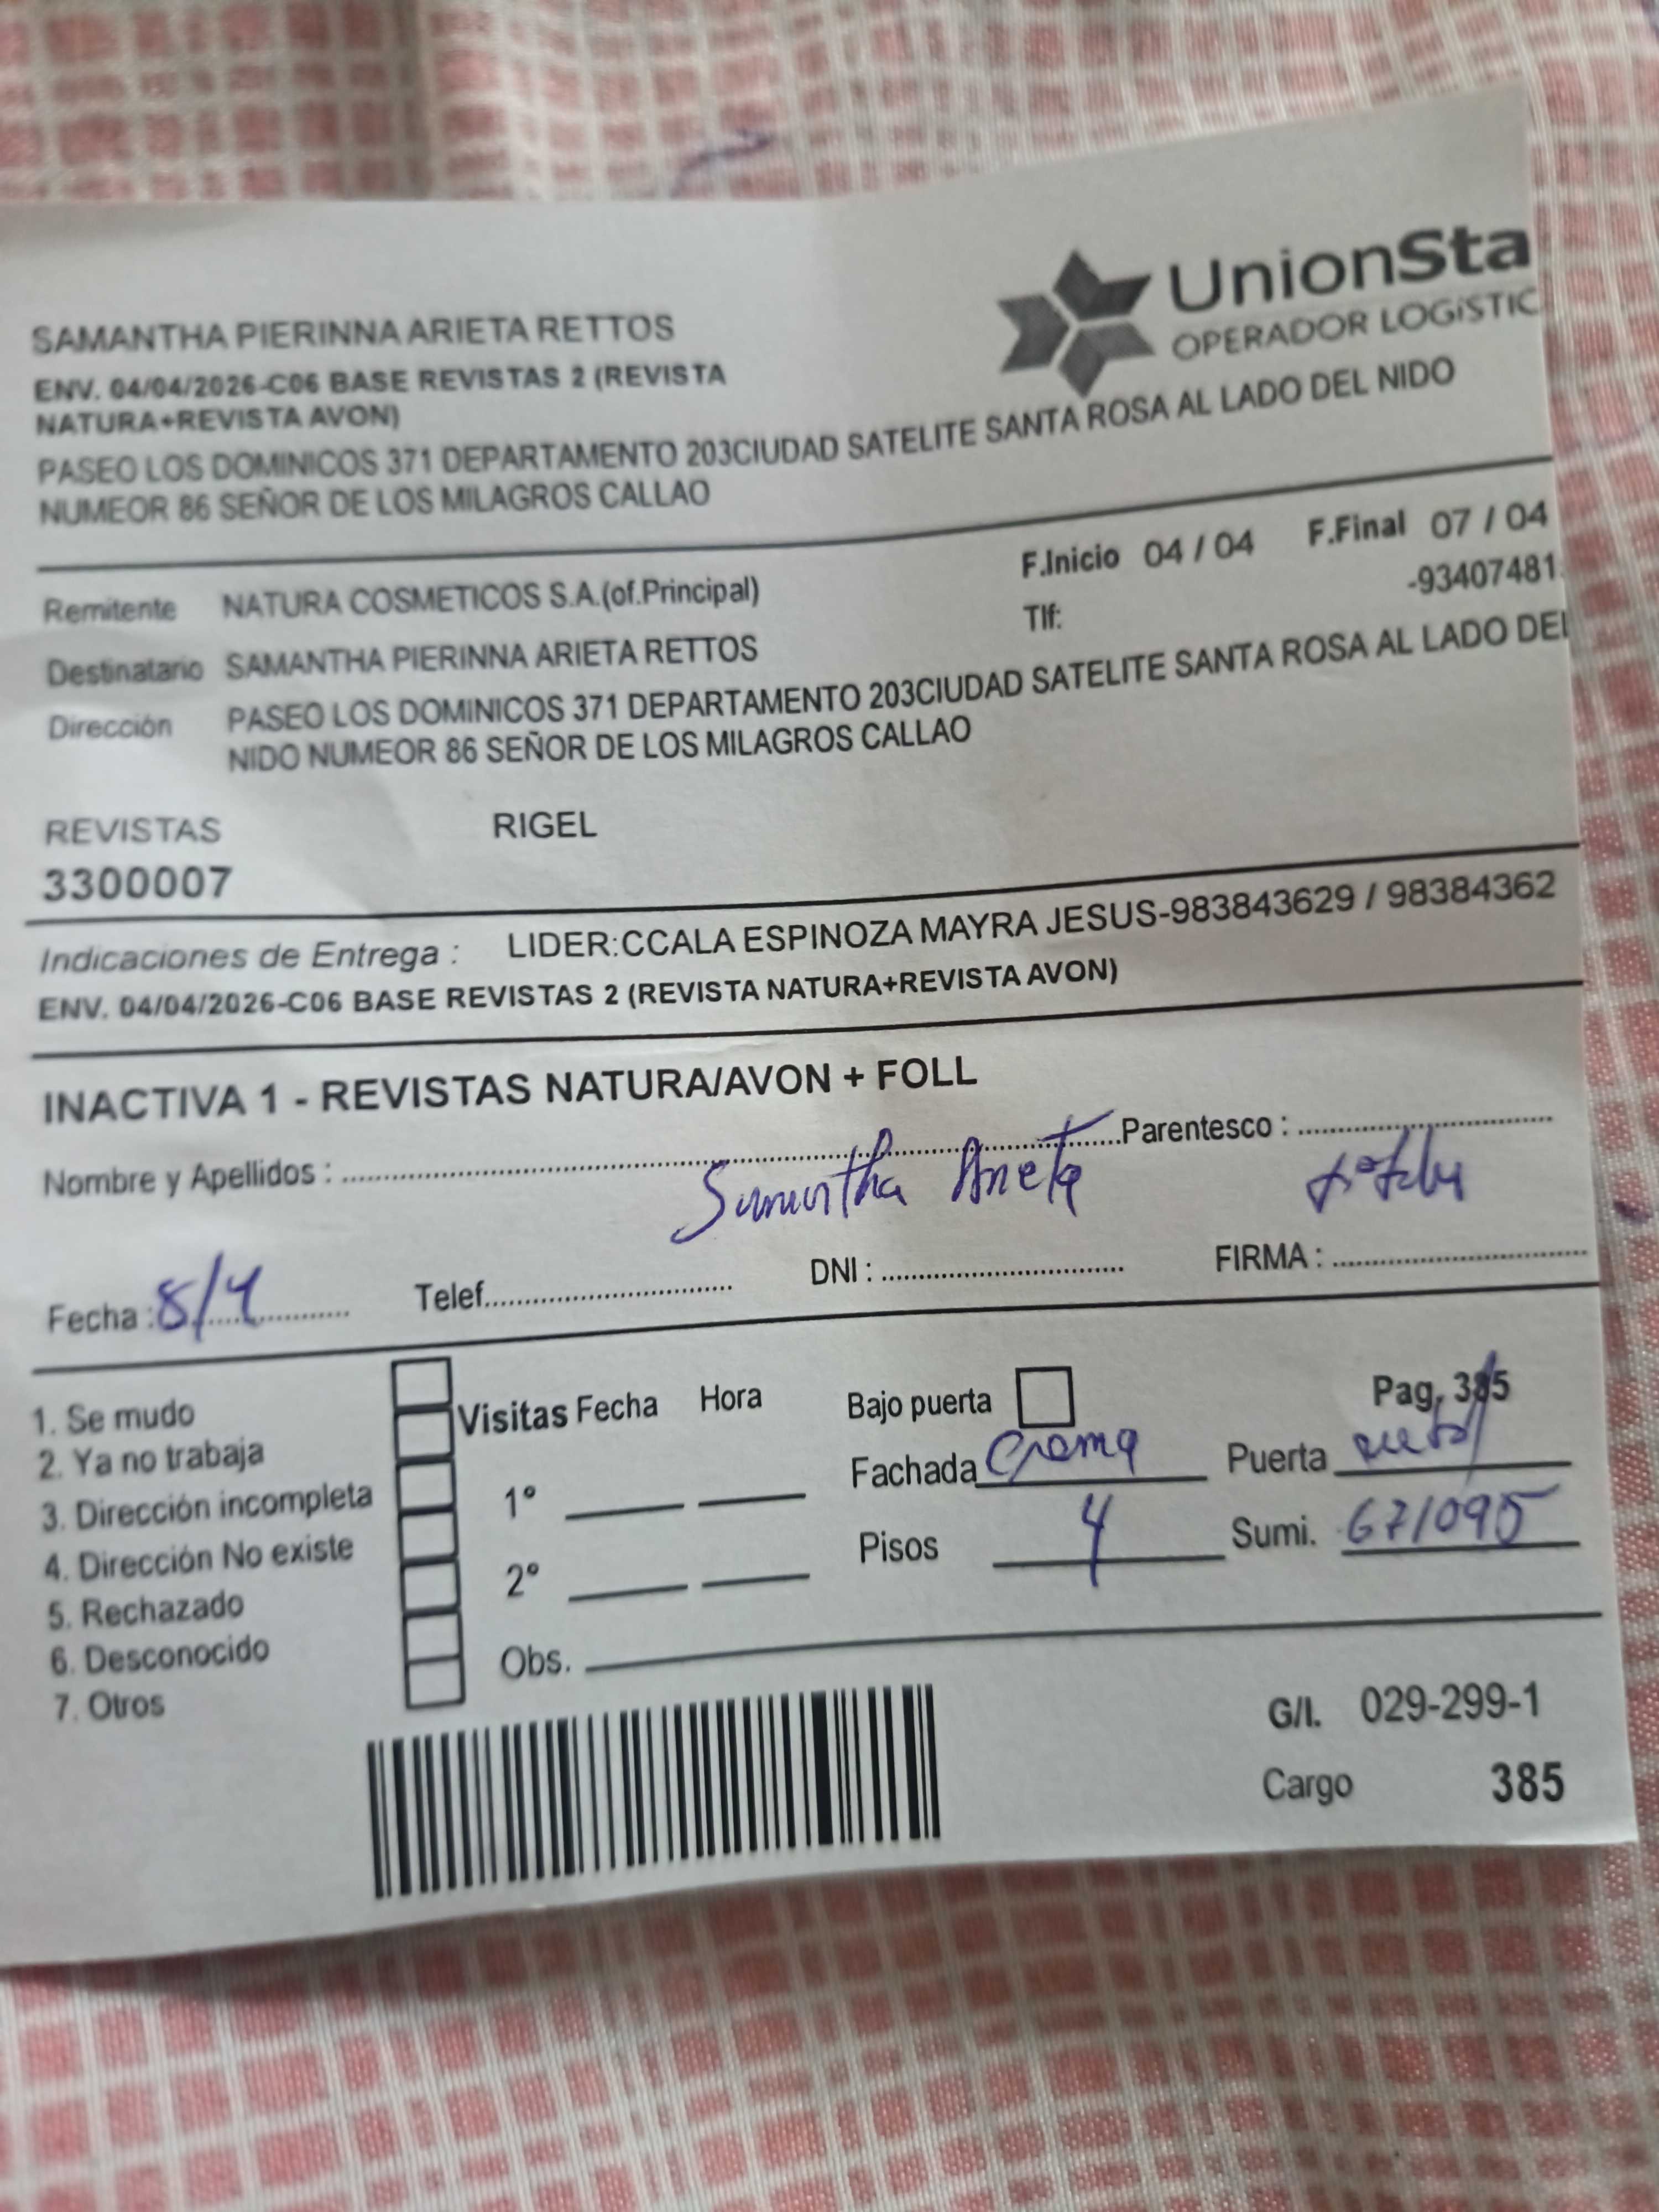 UnionSta
OPERADOR LOGíSTIC
SAMANTHA PIERINNA ARIETA RETTOS
ENV. 04/04/2026-C06 BASE REVISTAS 2 (REVISTA
NATURA+REVISTA AVON)
PASEO LOS DOMINICOS 371 DEPARTAMENTO 203CIUDAD SATELITE SANTA ROSA AL LADO DEL NIDO
NUMEOR 86 SEÑOR DE LOS MILAGROS CALLAO
F.Inicio 04 / 04 F.Final 07 / 04
Remitente NATURA COSMETICOS S.A.(of.Principal) Tlf: -93407481
Destinatario SAMANTHA PIERINNA ARIETA RETTOS
Dirección PASEO LOS DOMINICOS 371 DEPARTAMENTO 203CIUDAD SATELITE SANTA ROSA AL LADO DEL
NIDO NUMEOR 86 SEÑOR DE LOS MILAGROS CALLAO
REVISTAS RIGEL
3300007
Indicaciones de Entrega : LIDER:CCALA ESPINOZA MAYRA JESUS-983843629 / 98384362
ENV. 04/04/2026-C06 BASE REVISTAS 2 (REVISTA NATURA+REVISTA AVON)
INACTIVA 1 - REVISTAS NATURA/AVON + FOLL
Nombre y Apellidos : Samantha Arieta Parentesco :
Fecha : 8/4 Telef. DNI : FIRMA :
1. Se mudo
2. Ya no trabaja
3. Dirección incompleta
4. Dirección No existe
5. Rechazado
6. Desconocido
7. Otros
Visitas Fecha Hora
1°
2°
Obs.
Bajo puerta Pag. 385
Fachada Crema Puerta
Pisos 4 Sumi. 671095
G/I. 029-299-1
Cargo 385